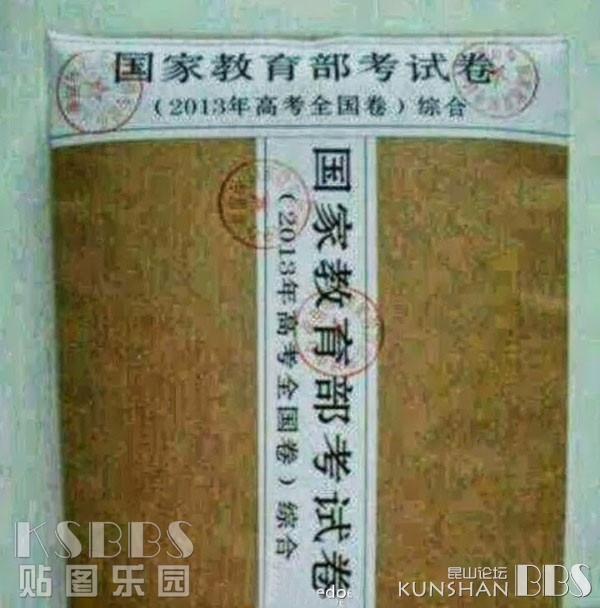 国家教育部考试卷
（2013年高考全国卷）综合
国家教育部考试卷
（2013年高考全国卷）综合
KSBBS
贴图乐园
昆山论坛
KUNSHAN BBS